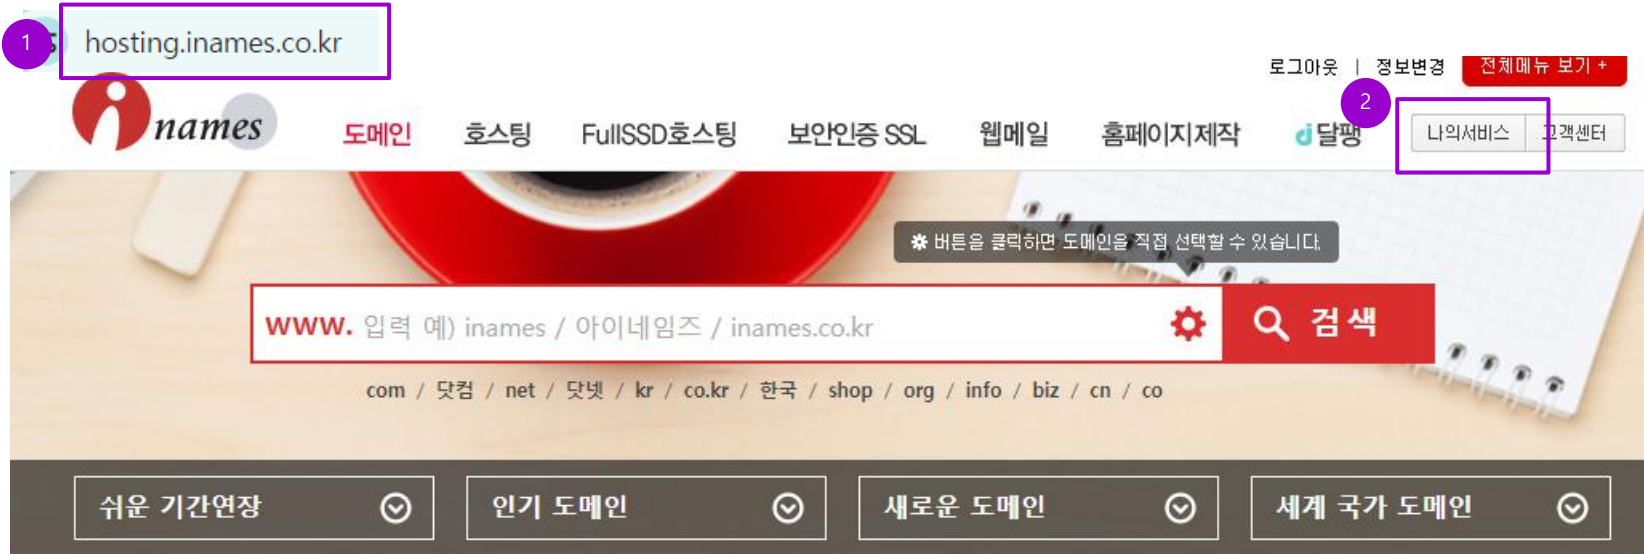 1
hosting.inames.co.kr
로그아웃 | 정보변경 전체메뉴 보기 +
2
inames
도메인 호스팅 FullSSD호스팅 보안인증 SSL 웹메일 홈페이지제작 d달팽 나의서비스 고객센터
버튼을 클릭하면 도메인을 직접 선택할 수 있습니다.
www. 입력 예) inames / 아이네임즈 / inames.co.kr 검색
com / 닷컴 / net / 닷넷 / kr / co.kr / 한국 / shop / org / info / biz / cn / co
쉬운 기간연장 인기 도메인 새로운 도메인 세계 국가 도메인